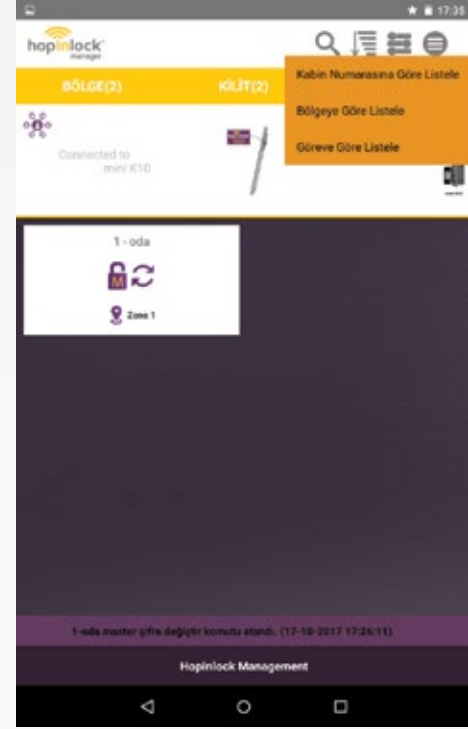 17:35
hopinlock
manager
BÖLGE(2)
KİLİT(2)
Kabin Numarasına Göre Listele
Bölgeye Göre Listele
Göreve Göre Listele
Connected to
mini K10
1 - oda
M
Zone 1
1-oda master şifre değiştir komutu atandı. (17-10-2017 17:26:11)
Hopinlock Management